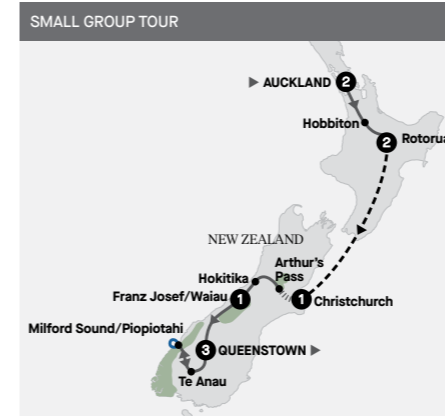 SMALL GROUP TOUR
▶ AUCKLAND 2
Hobbiton
2 Rotorua
NEW ZEALAND
Arthur's
Pass
Hokitika
Franz Josef/Waiau 1
1 Christchurch
Milford Sound/Piopiotahi
3 QUEENSTOWN ▶
Te Anau